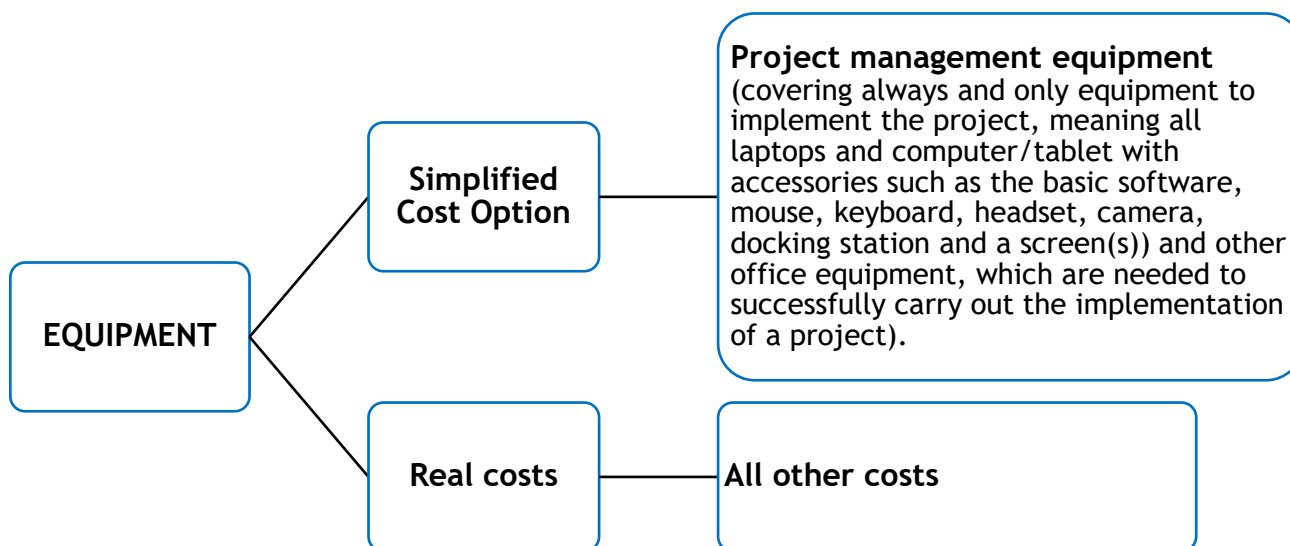 EQUIPMENT
Simplified
Cost Option
Project management equipment
(covering always and only equipment to
implement the project, meaning all
laptops and computer/tablet with
accessories such as the basic software,
mouse, keyboard, headset, camera,
docking station and a screen(s)) and other
office equipment, which are needed to
successfully carry out the implementation
of a project).
Real costs
All other costs